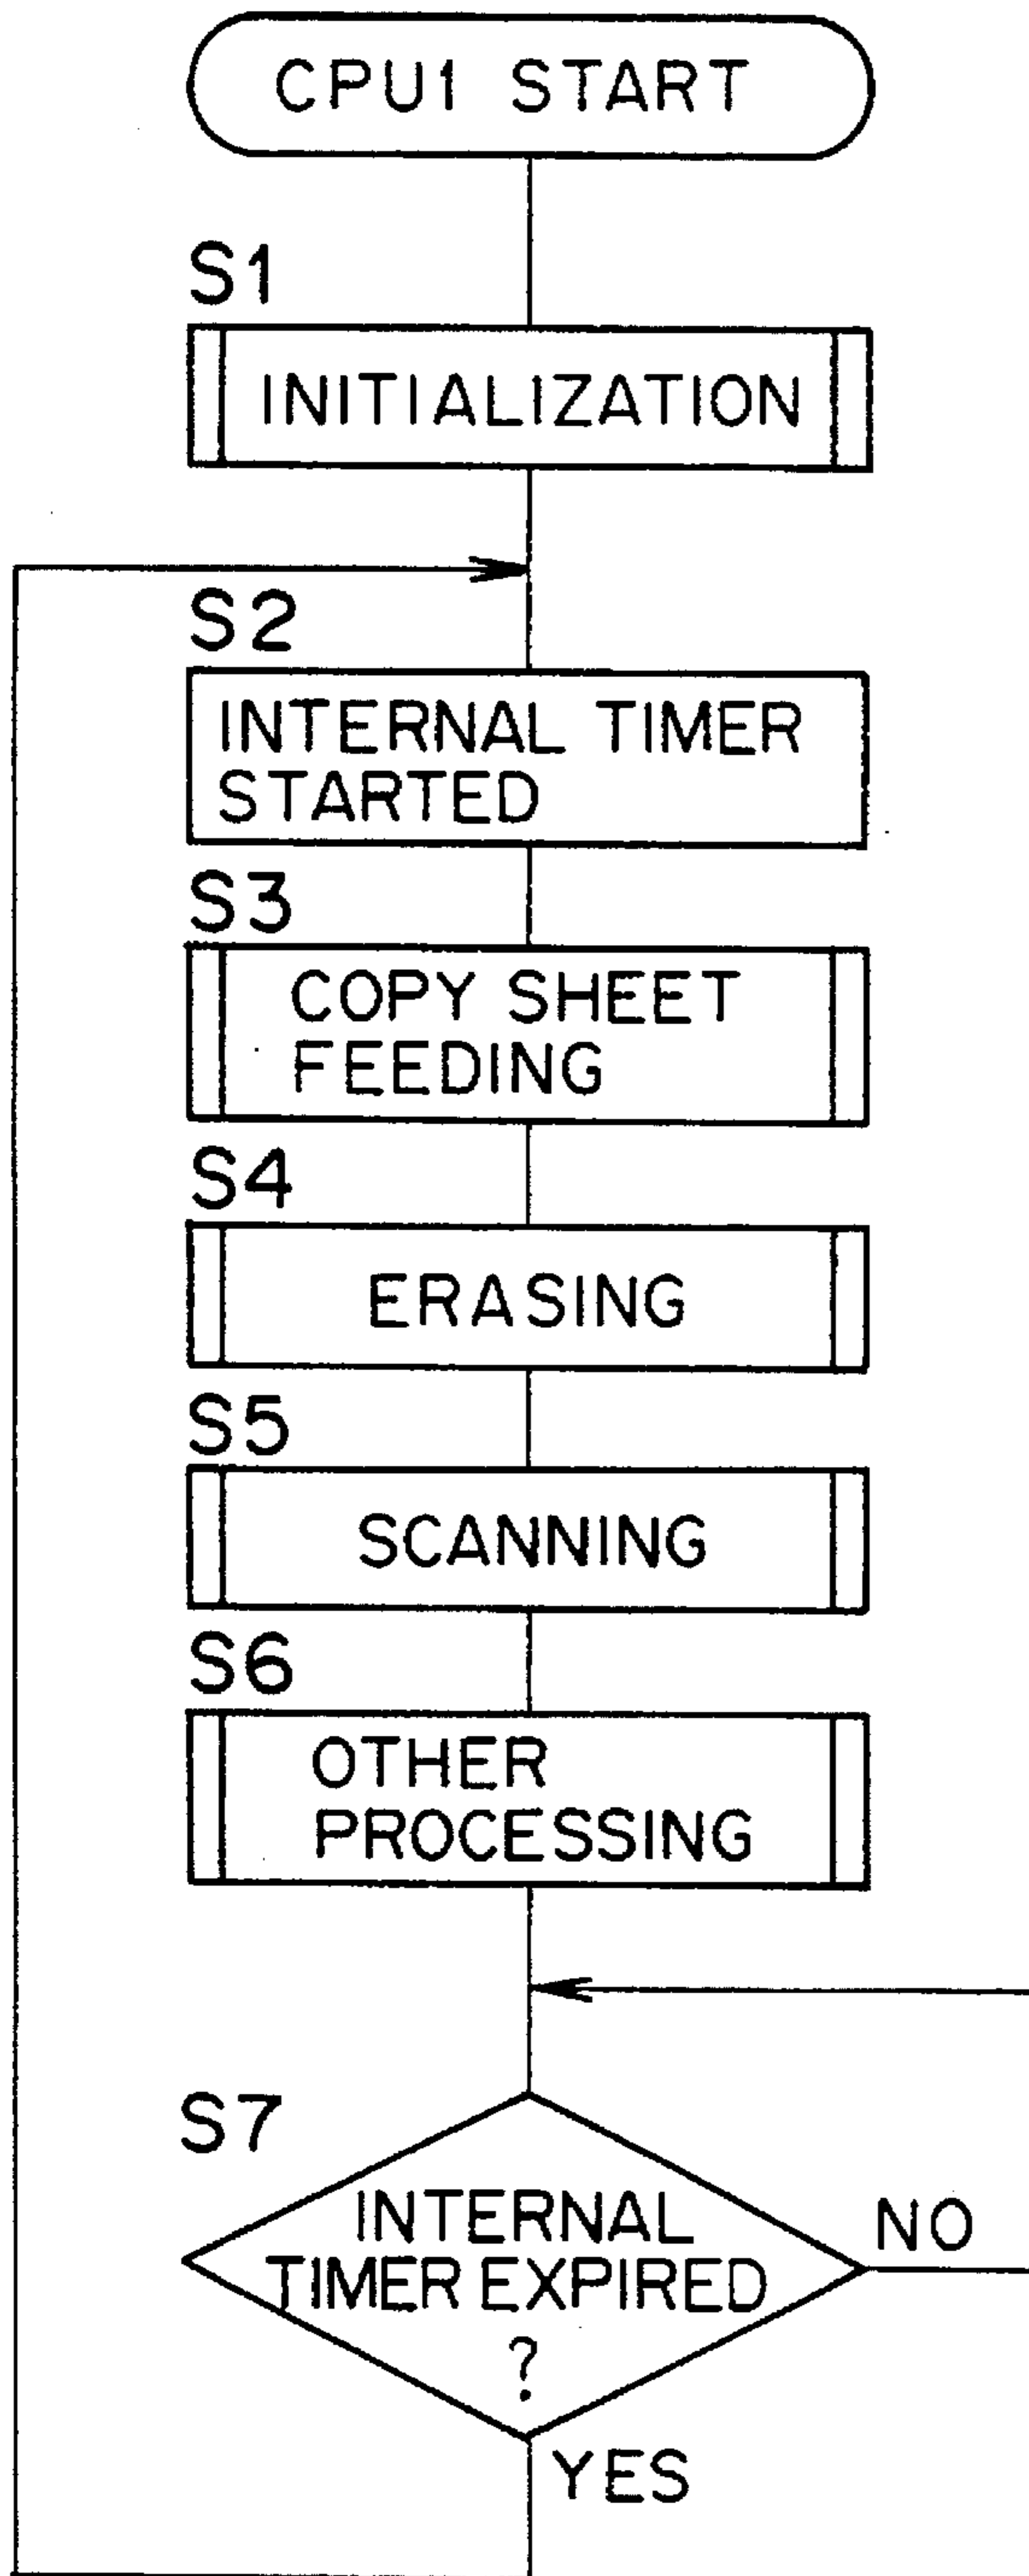 CPU1 START
S1
INITIALIZATION
S2
INTERNAL TIMER
STARTED
S3
COPY SHEET
FEEDING
S4
ERASING
S5
SCANNING
S6
OTHER
PROCESSING
S7
INTERNAL
TIMER EXPIRED
?
NO
YES